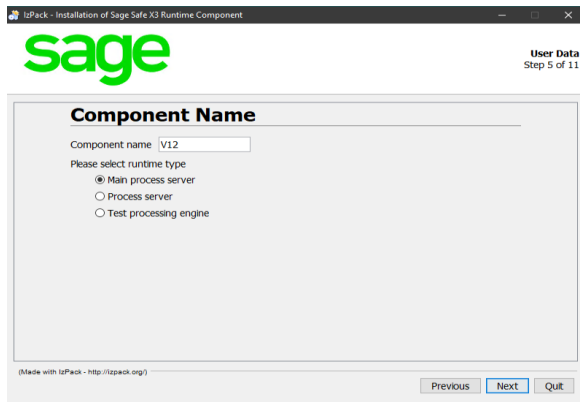 IzPack - Installation of Sage Safe X3 Runtime Component
sage
User Data
Step 5 of 11
Component Name
Component name V12
Please select runtime type
Main process server
Process server
Test processing engine
(Made with IzPack - http://izpack.org/)
Previous Next Quit